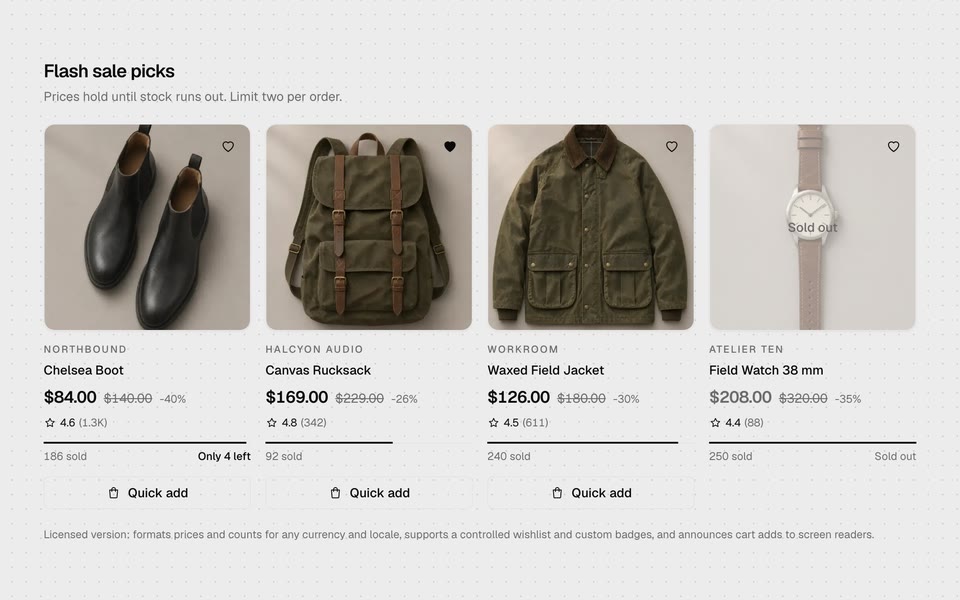 Flash sale picks
Prices hold until stock runs out. Limit two per order.
Sold out
NORTHBOUND
Chelsea Boot
$84.00 $140.00 -40%
4.6 (1.3K)
186 sold Only 4 left
Quick add
HALCYON AUDIO
Canvas Rucksack
$169.00 $229.00 -26%
4.8 (342)
92 sold
Quick add
WORKROOM
Waxed Field Jacket
$126.00 $180.00 -30%
4.5 (611)
240 sold
Quick add
ATELIER TEN
Field Watch 38 mm
$208.00 $320.00 -35%
4.4 (88)
250 sold Sold out
Licensed version: formats prices and counts for any currency and locale, supports a controlled wishlist and custom badges, and announces cart adds to screen readers.